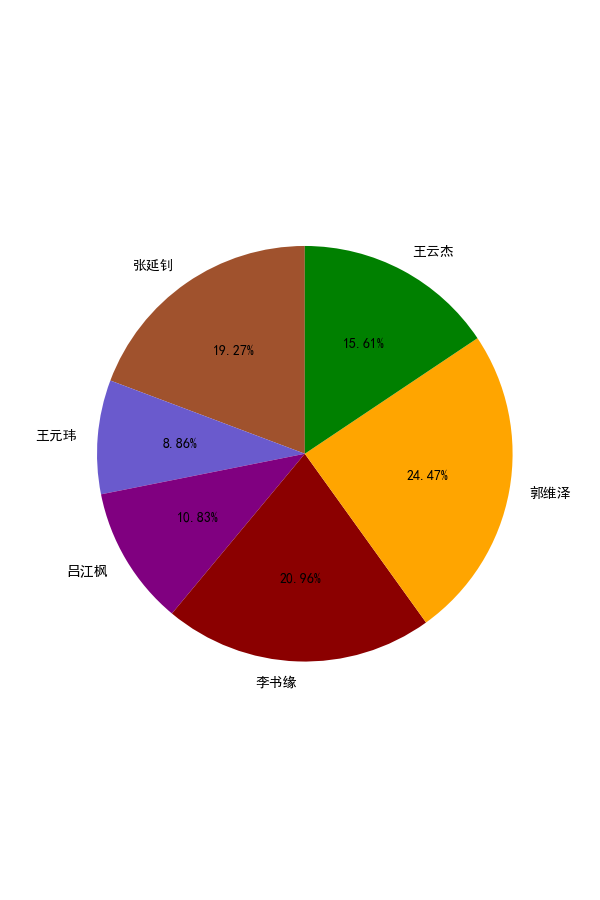 王云杰
张延钊
15.61%
19.27%
王元玮
8.86%
24.47%
郭维泽
10.83%
吕江枫
20.96%
李书缘